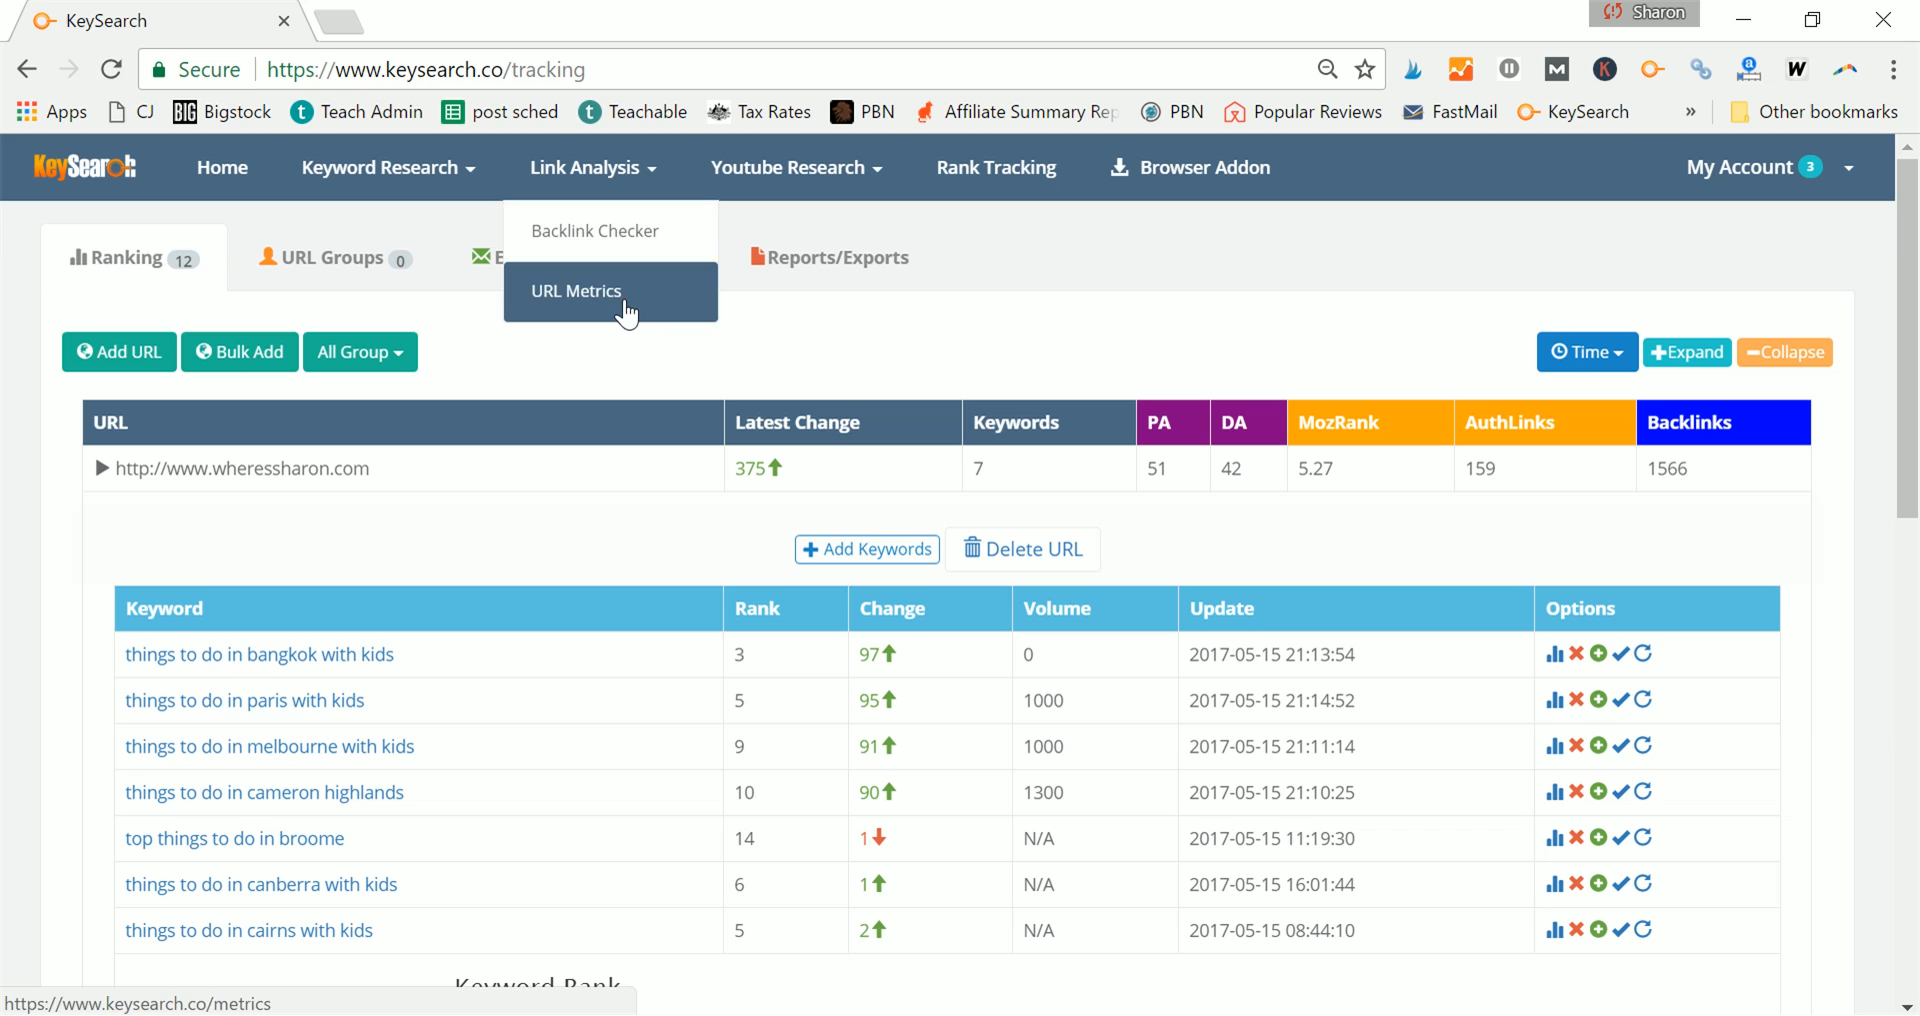 KeySearch
Sharon
Secure https://www.keysearch.co/tracking
Apps CJ BIG Bigstock t Teach Admin post sched t Teachable Tax Rates PBN Affiliate Summary Rep PBN Popular Reviews FastMail KeySearch » Other bookmarks
KeySearch Home Keyword Research Link Analysis Youtube Research Rank Tracking Browser Addon My Account 3
Backlink Checker
URL Metrics
Ranking 12 URL Groups 0 E Reports/Exports
Add URL Bulk Add All Group Time Expand Collapse
URL Latest Change Keywords PA DA MozRank AuthLinks Backlinks
http://www.wheressharon.com 375 7 51 42 5.27 159 1566
Add Keywords Delete URL
Keyword Rank Change Volume Update Options
things to do in bangkok with kids 3 97 0 2017-05-15 21:13:54
things to do in paris with kids 5 95 1000 2017-05-15 21:14:52
things to do in melbourne with kids 9 91 1000 2017-05-15 21:11:14
things to do in cameron highlands 10 90 1300 2017-05-15 21:10:25
top things to do in broome 14 1 N/A 2017-05-15 11:19:30
things to do in canberra with kids 6 1 N/A 2017-05-15 16:01:44
things to do in cairns with kids 5 2 N/A 2017-05-15 08:44:10
Keyword Rank
https://www.keysearch.co/metrics